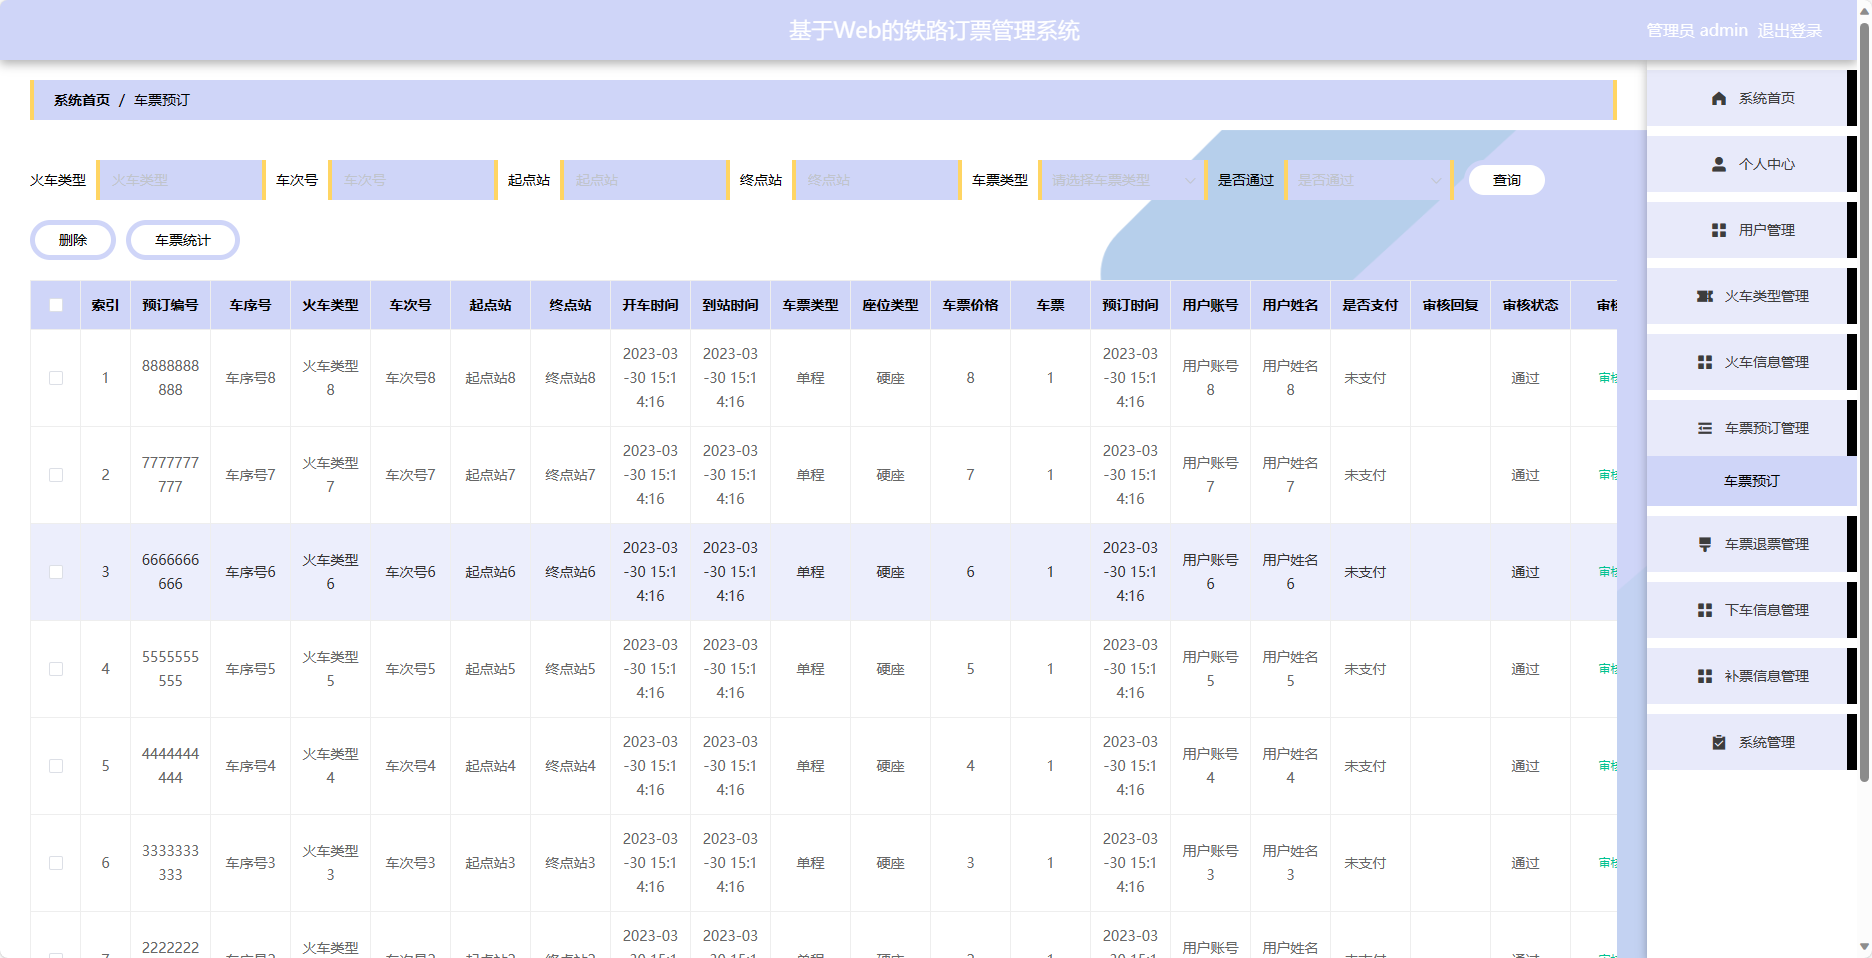 基于Web的铁路订票管理系统
管理员 admin 退出登录
系统首页 / 车票预订
火车类型 火车类型 车次号 车次号 起点站 起点站 终点站 终点站 车票类型 请选择车票类型 是否通过 是否通过 查询
删除 车票统计
索引 预订编号 车序号 火车类型 车次号 起点站 终点站 开车时间 到站时间 车票类型 座位类型 车票价格 车票 预订时间 用户账号 用户姓名 是否支付 审核回复 审核状态 审核
1 8888888888 车序号8 火车类型8 车次号8 起点站8 终点站8 2023-03-30 15:14:16 2023-03-30 15:14:16 单程 硬座 8 1 2023-03-30 15:14:16 用户账号8 用户姓名8 未支付 通过 审核
2 7777777777 车序号7 火车类型7 车次号7 起点站7 终点站7 2023-03-30 15:14:16 2023-03-30 15:14:16 单程 硬座 7 1 2023-03-30 15:14:16 用户账号7 用户姓名7 未支付 通过 审核
3 6666666666 车序号6 火车类型6 车次号6 起点站6 终点站6 2023-03-30 15:14:16 2023-03-30 15:14:16 单程 硬座 6 1 2023-03-30 15:14:16 用户账号6 用户姓名6 未支付 通过 审核
4 5555555555 车序号5 火车类型5 车次号5 起点站5 终点站5 2023-03-30 15:14:16 2023-03-30 15:14:16 单程 硬座 5 1 2023-03-30 15:14:16 用户账号5 用户姓名5 未支付 通过 审核
5 4444444444 车序号4 火车类型4 车次号4 起点站4 终点站4 2023-03-30 15:14:16 2023-03-30 15:14:16 单程 硬座 4 1 2023-03-30 15:14:16 用户账号4 用户姓名4 未支付 通过 审核
6 3333333333 车序号3 火车类型3 车次号3 起点站3 终点站3 2023-03-30 15:14:16 2023-03-30 15:14:16 单程 硬座 3 1 2023-03-30 15:14:16 用户账号3 用户姓名3 未支付 通过 审核
2222222 火车类型 2023-03 2023-03 2023-03 用户账号 用户姓名
系统首页
个人中心
用户管理
火车类型管理
火车信息管理
车票预订管理
车票预订
车票退票管理
下车信息管理
补票信息管理
系统管理